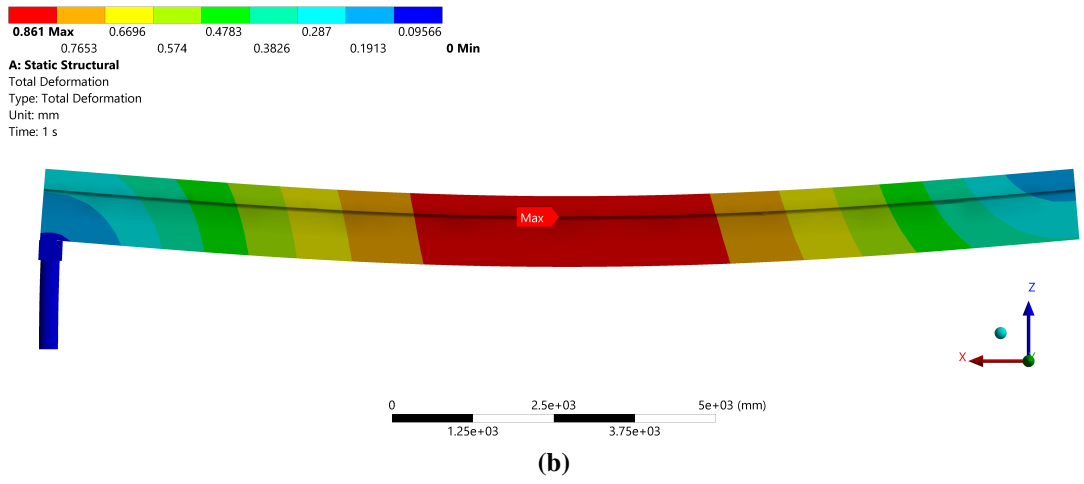 0.861 Max 0.6696 0.4783 0.287 0.09566
0.7653 0.574 0.3826 0.1913 0 Min
A: Static Structural
Total Deformation
Type: Total Deformation
Unit: mm
Time: 1 s
Max
Z
X
0 2.5e+03 5e+03 (mm)
1.25e+03 3.75e+03
(b)